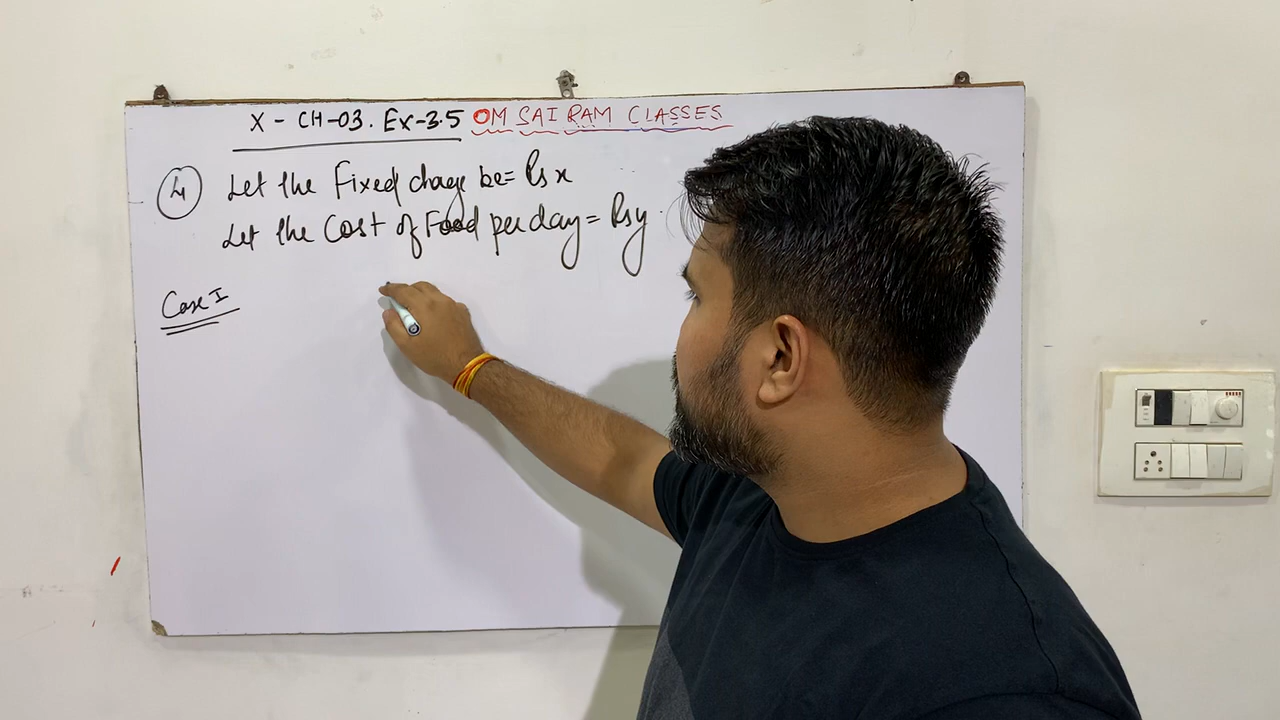 X - CH-03. Ex-3.5 OM SAI RAM CLASSES
4 Let the Fixed charge be= Rs x
Let the Cost of Food per day = Rs y
Case I